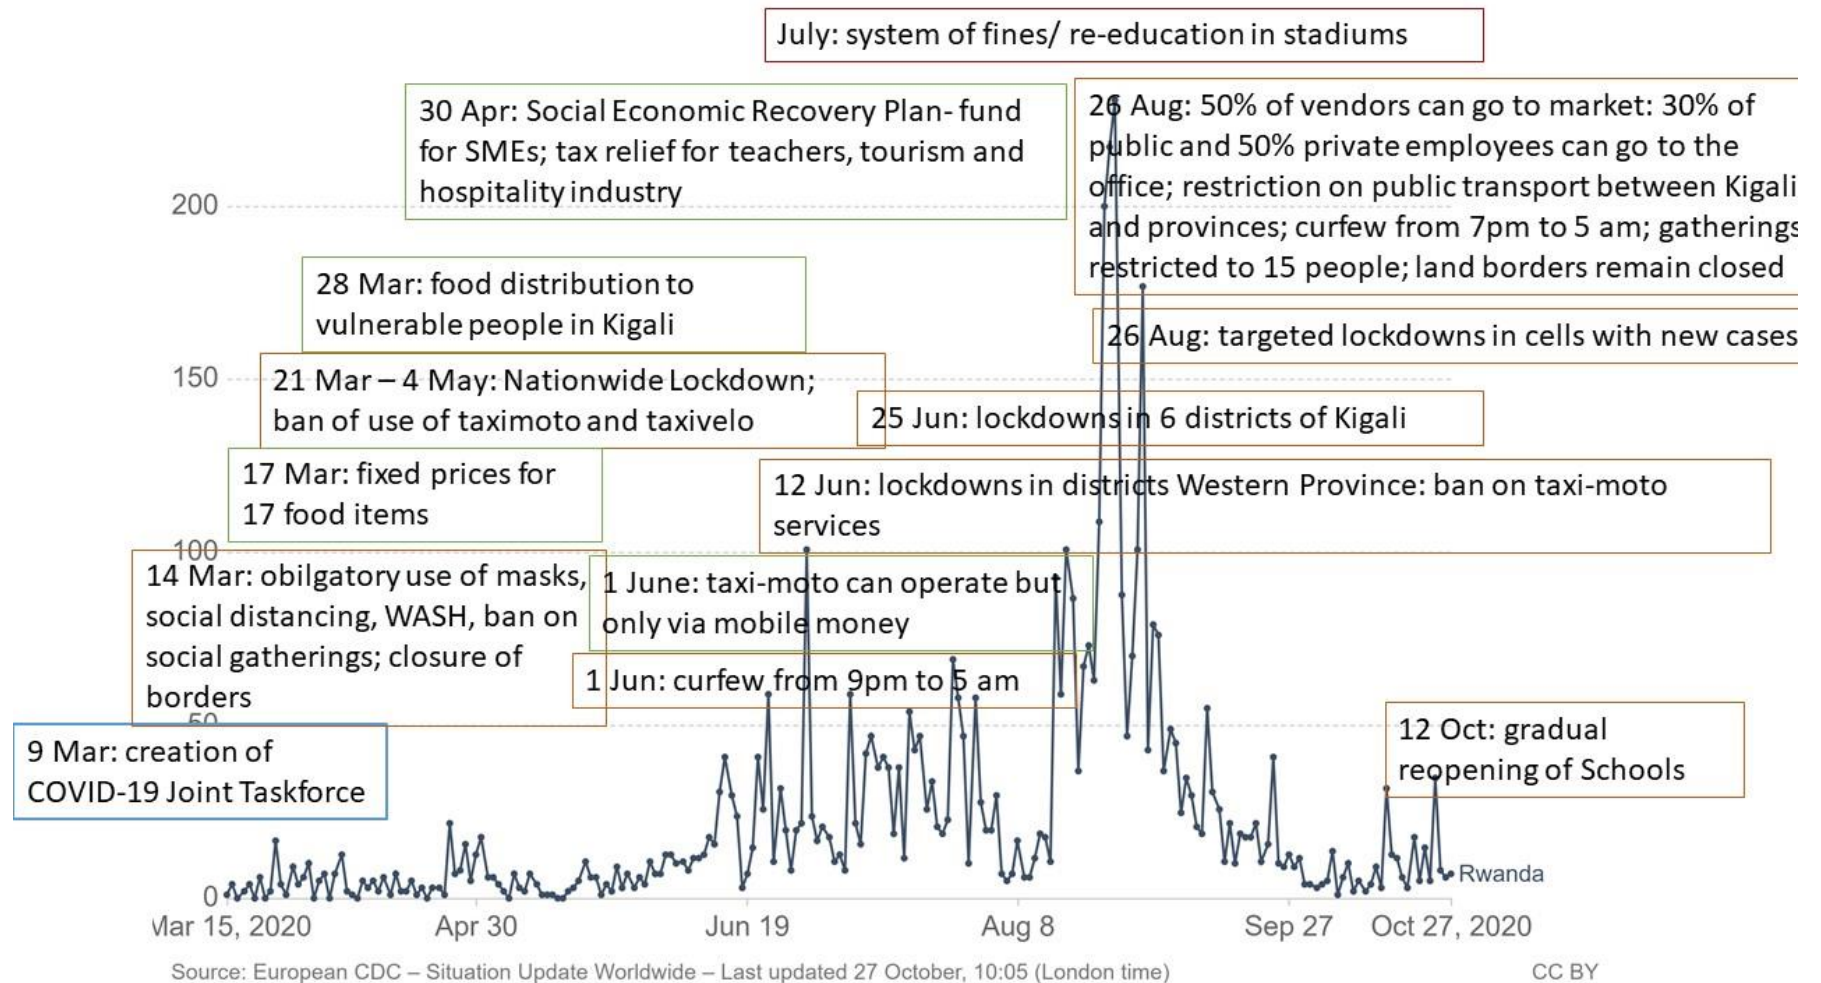 July: system of fines/ re-education in stadiums
30 Apr: Social Economic Recovery Plan- fund
for SMEs; tax relief for teachers, tourism and
hospitality industry
26 Aug: 50% of vendors can go to market: 30% of
public and 50% private employees can go to the
office; restriction on public transport between Kigali
and provinces; curfew from 7pm to 5 am; gatherings
restricted to 15 people; land borders remain closed
200
28 Mar: food distribution to
vulnerable people in Kigali
26 Aug: targeted lockdowns in cells with new cases
150
21 Mar – 4 May: Nationwide Lockdown;
ban of use of taximoto and taxivelo
25 Jun: lockdowns in 6 districts of Kigali
17 Mar: fixed prices for
17 food items
12 Jun: lockdowns in districts Western Province: ban on taxi-moto
services
100
14 Mar: obilgatory use of masks,
social distancing, WASH, ban on
social gatherings; closure of
borders
1 June: taxi-moto can operate but
only via mobile money
1 Jun: curfew from 9pm to 5 am
50
9 Mar: creation of
COVID-19 Joint Taskforce
12 Oct: gradual
reopening of Schools
0
Rwanda
Mar 15, 2020
Apr 30
Jun 19
Aug 8
Sep 27
Oct 27, 2020
Source: European CDC – Situation Update Worldwide – Last updated 27 October, 10:05 (London time)
CC BY